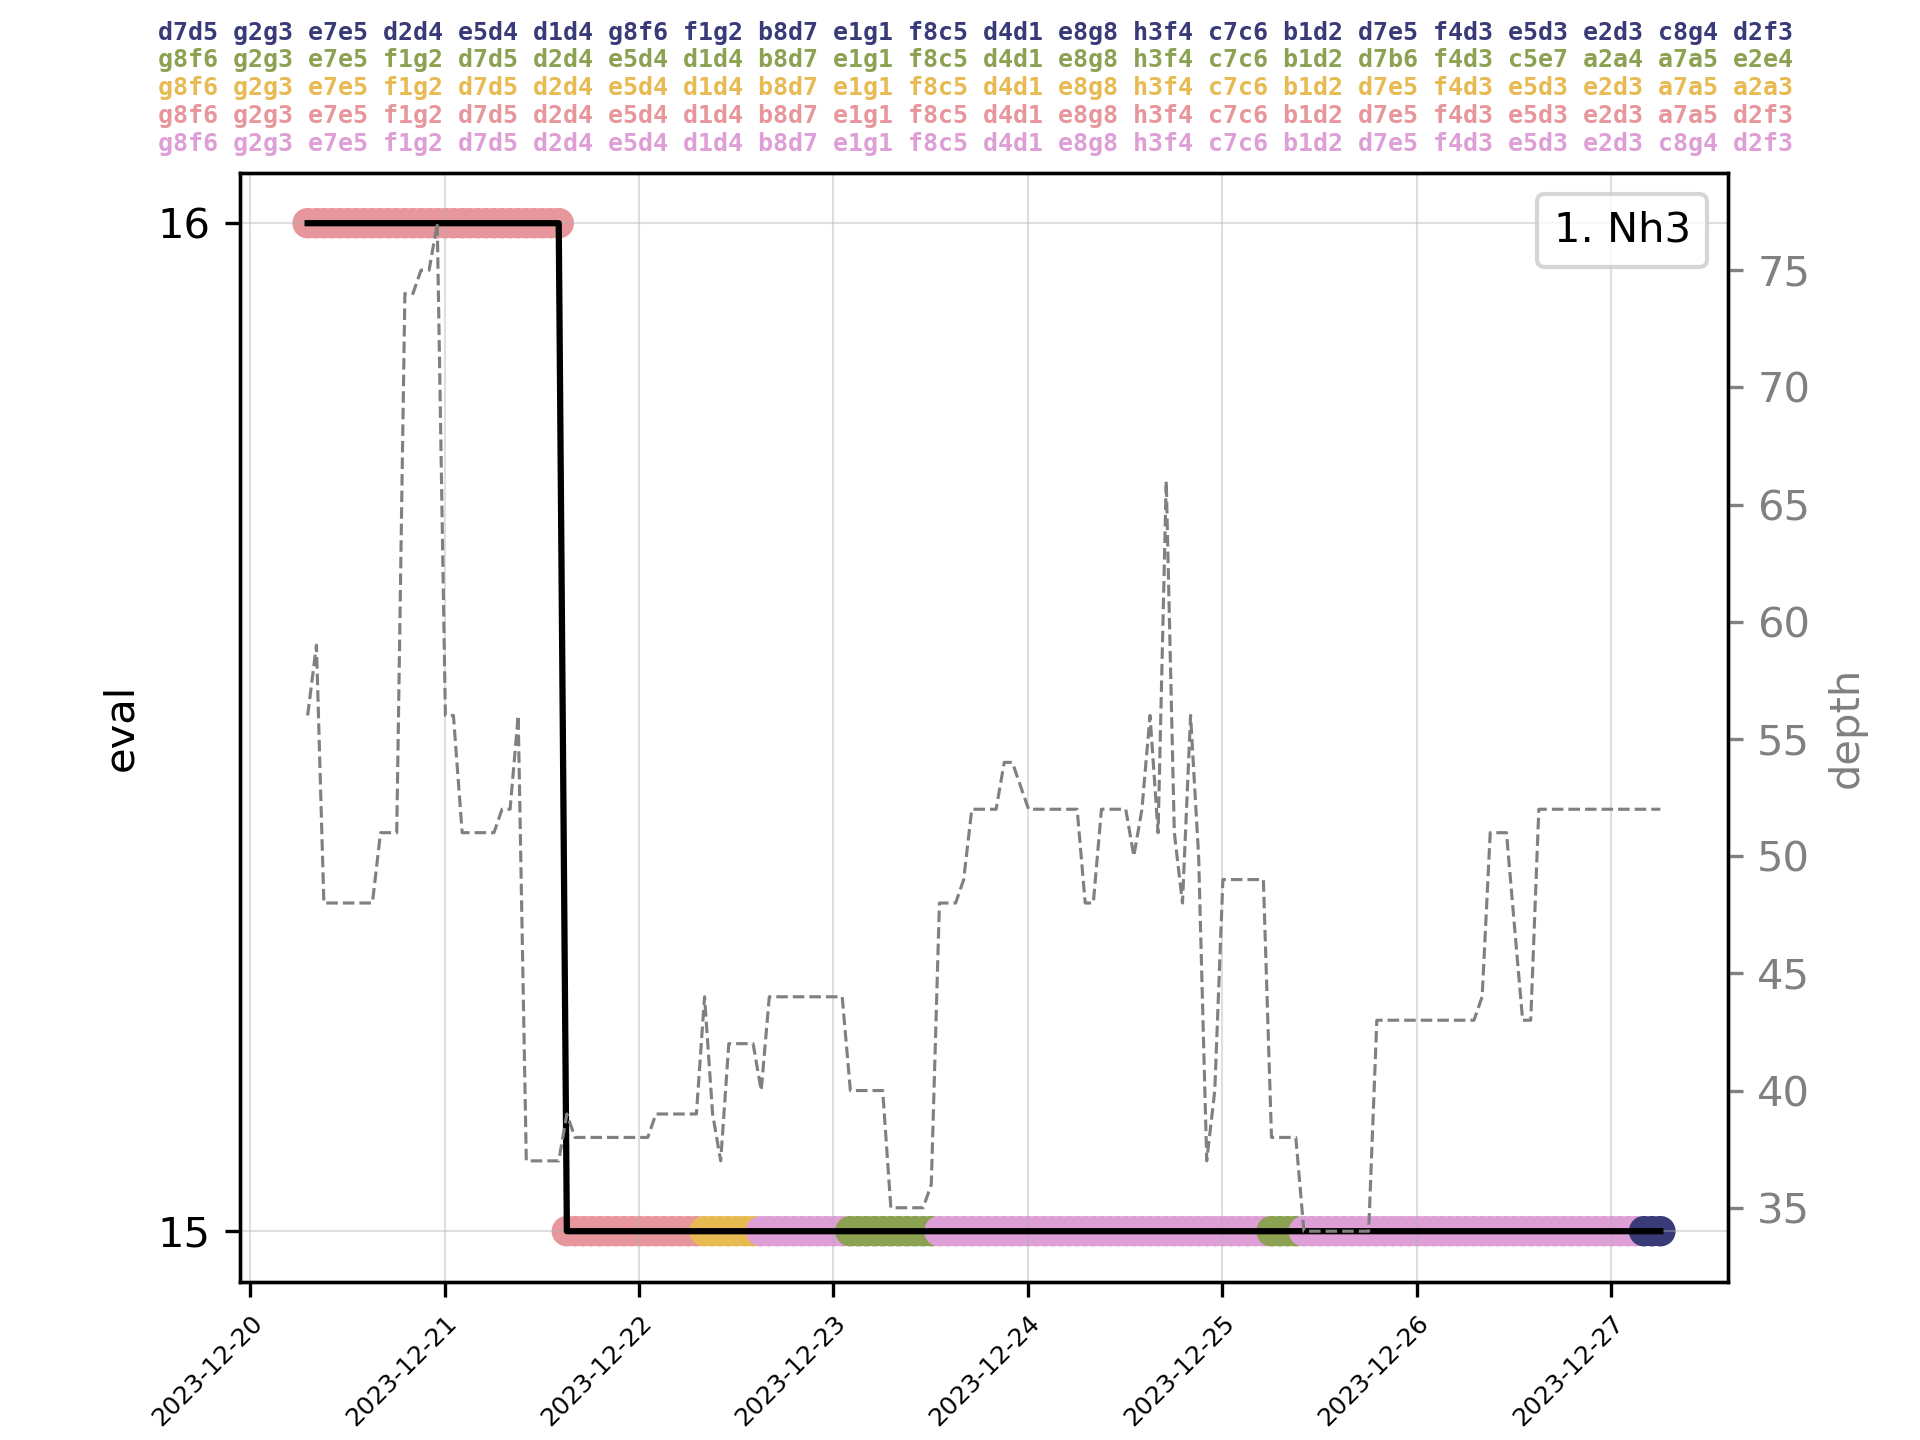 d7d5 g2g3 e7e5 d2d4 e5d4 d1d4 g8f6 f1g2 b8d7 e1g1 f8c5 d4d1 e8g8 h3f4 c7c6 b1d2 d7e5 f4d3 e5d3 e2d3 c8g4 d2f3
g8f6 g2g3 e7e5 f1g2 d7d5 d2d4 e5d4 d1d4 b8d7 e1g1 f8c5 d4d1 e8g8 h3f4 c7c6 b1d2 d7b6 f4d3 c5e7 a2a4 a7a5 e2e4
g8f6 g2g3 e7e5 f1g2 d7d5 d2d4 e5d4 d1d4 b8d7 e1g1 f8c5 d4d1 e8g8 h3f4 c7c6 b1d2 d7e5 f4d3 e5d3 e2d3 a7a5 a2a3
g8f6 g2g3 e7e5 f1g2 d7d5 d2d4 e5d4 d1d4 b8d7 e1g1 f8c5 d4d1 e8g8 h3f4 c7c6 b1d2 d7e5 f4d3 e5d3 e2d3 a7a5 d2f3
g8f6 g2g3 e7e5 f1g2 d7d5 d2d4 e5d4 d1d4 b8d7 e1g1 f8c5 d4d1 e8g8 h3f4 c7c6 b1d2 d7e5 f4d3 e5d3 e2d3 c8g4 d2f3
1. Nh3
16
15
eval
75
70
65
60
55
50
45
40
35
depth
2023-12-20
2023-12-21
2023-12-22
2023-12-23
2023-12-24
2023-12-25
2023-12-26
2023-12-27